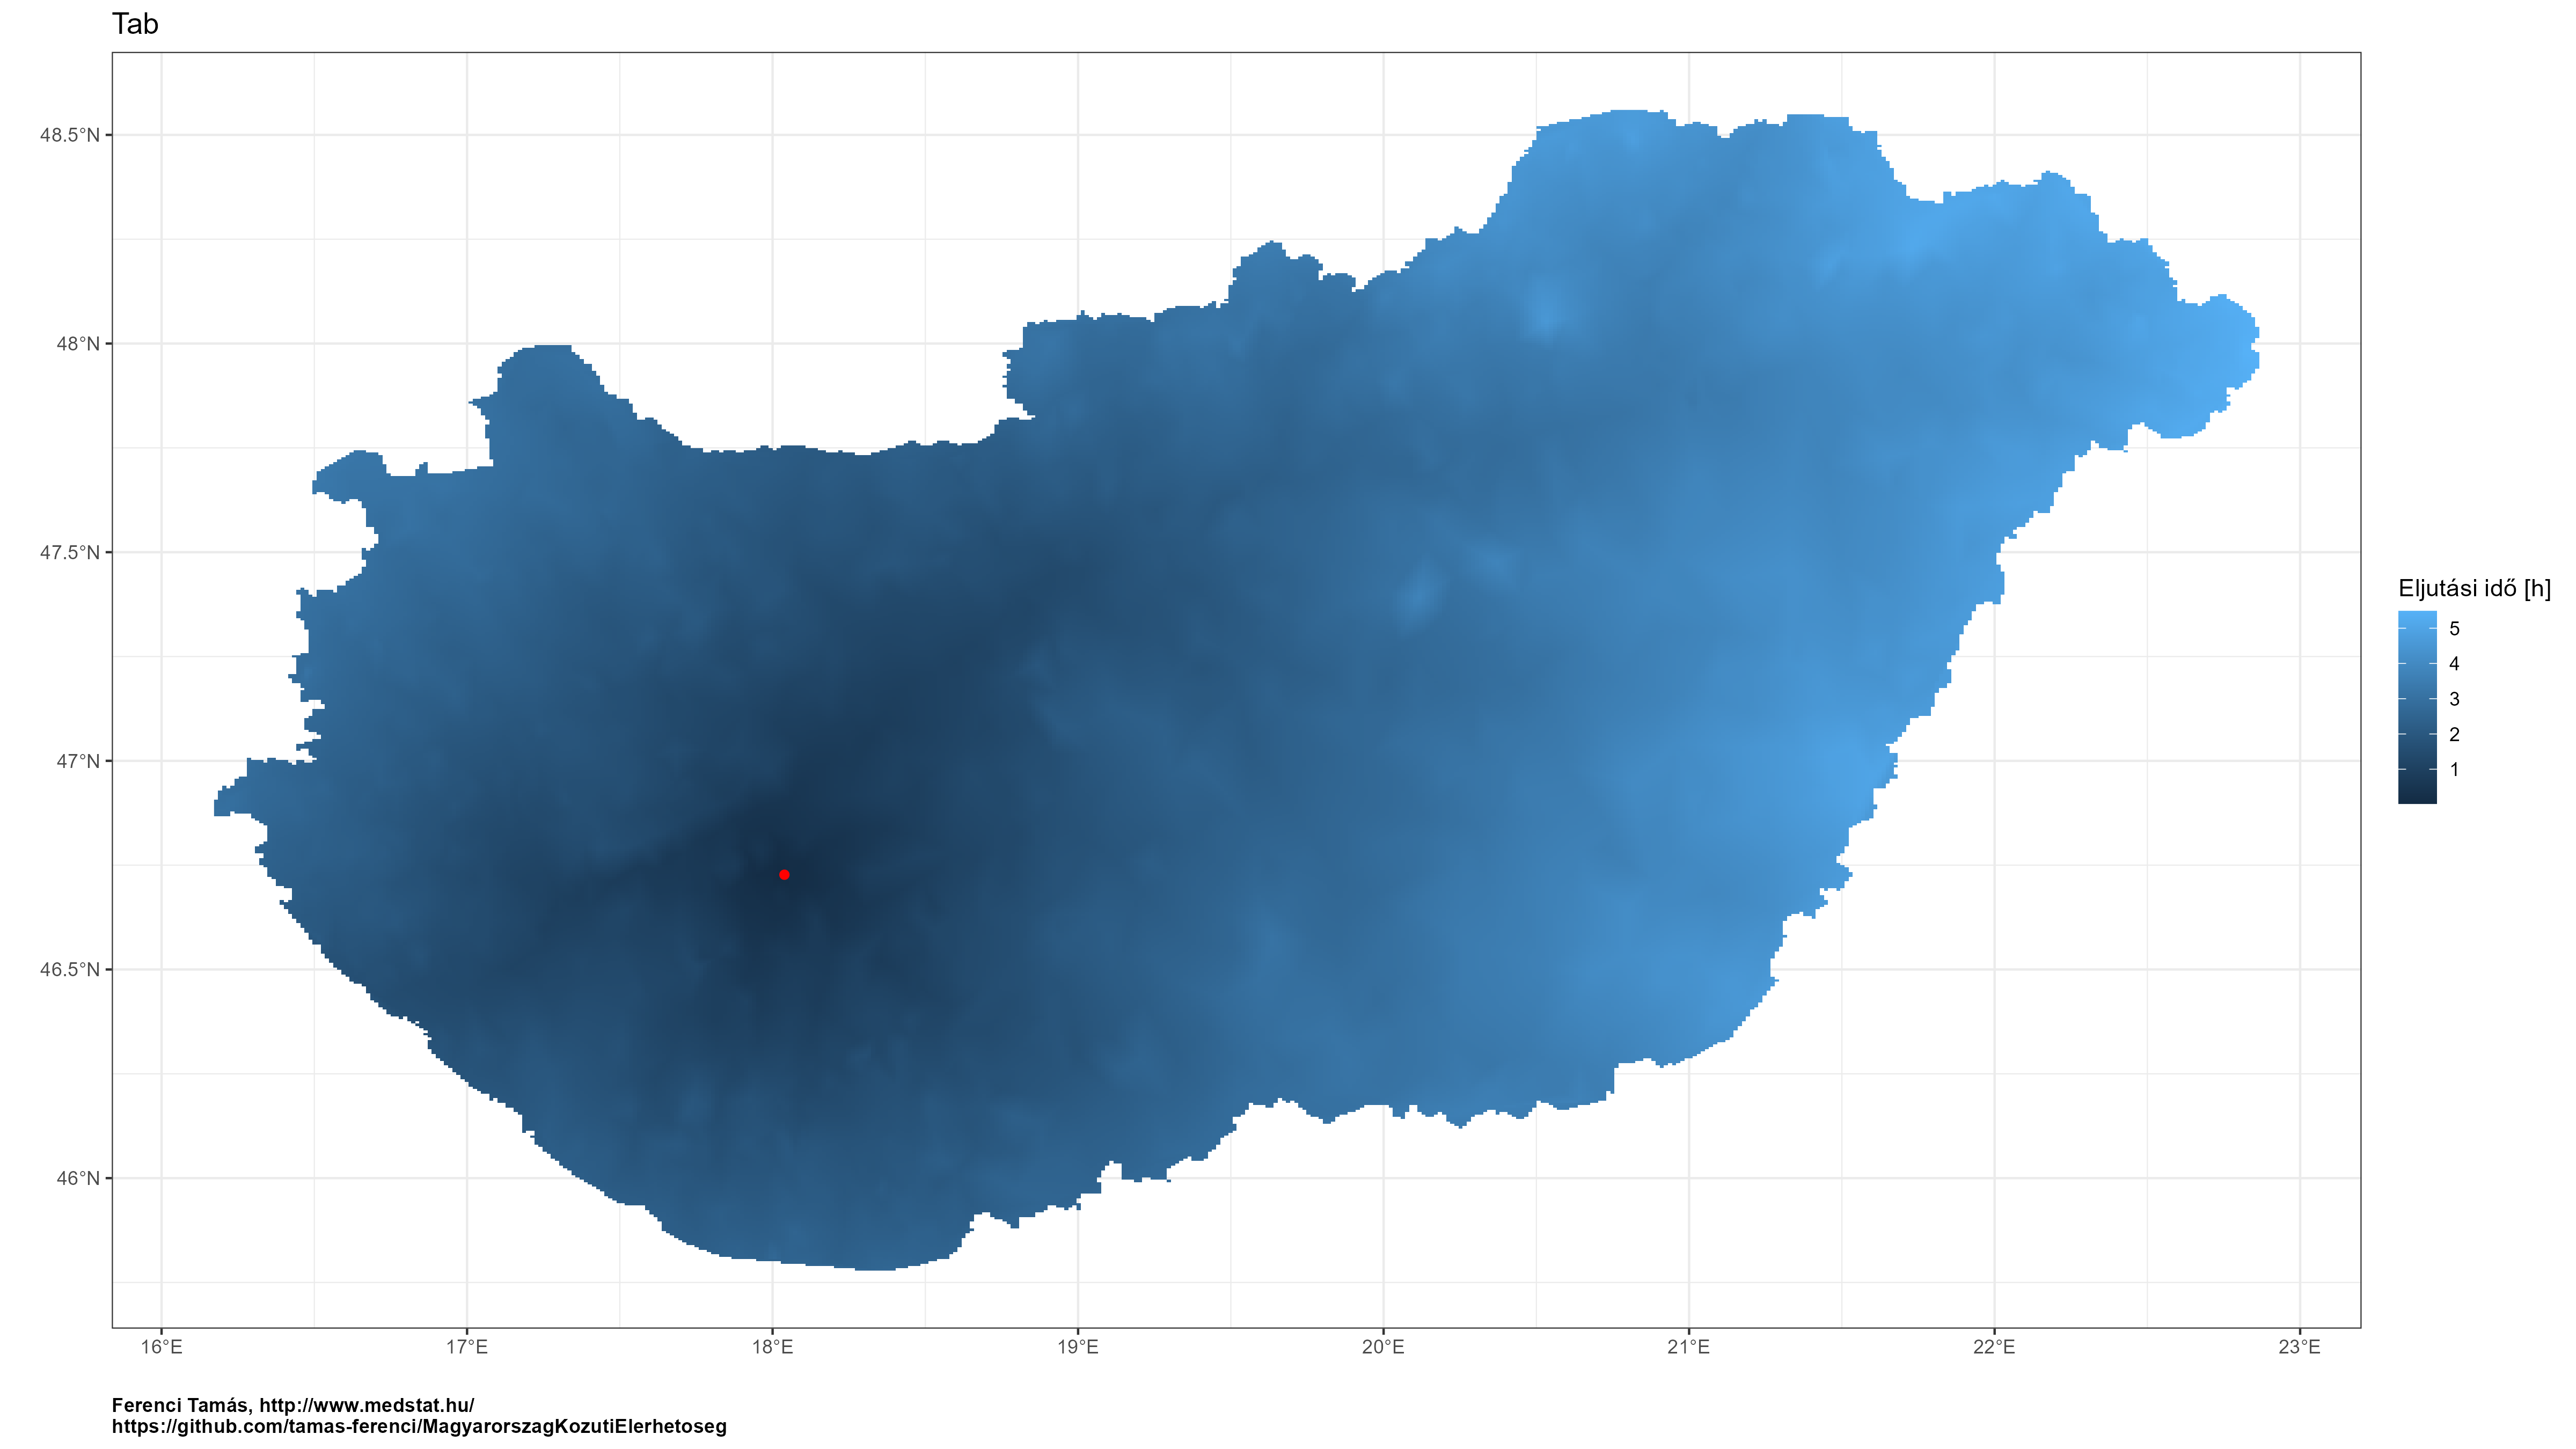 Tab
48.5°N
48°N
47.5°N
47°N
46.5°N
46°N
16°E
17°E
18°E
19°E
20°E
21°E
22°E
23°E
Eljutási idő [h]
5
4
3
2
1
Ferenci Tamás, http://www.medstat.hu/
https://github.com/tamas-ferenci/MagyarorszagKozutiElerhetoseg